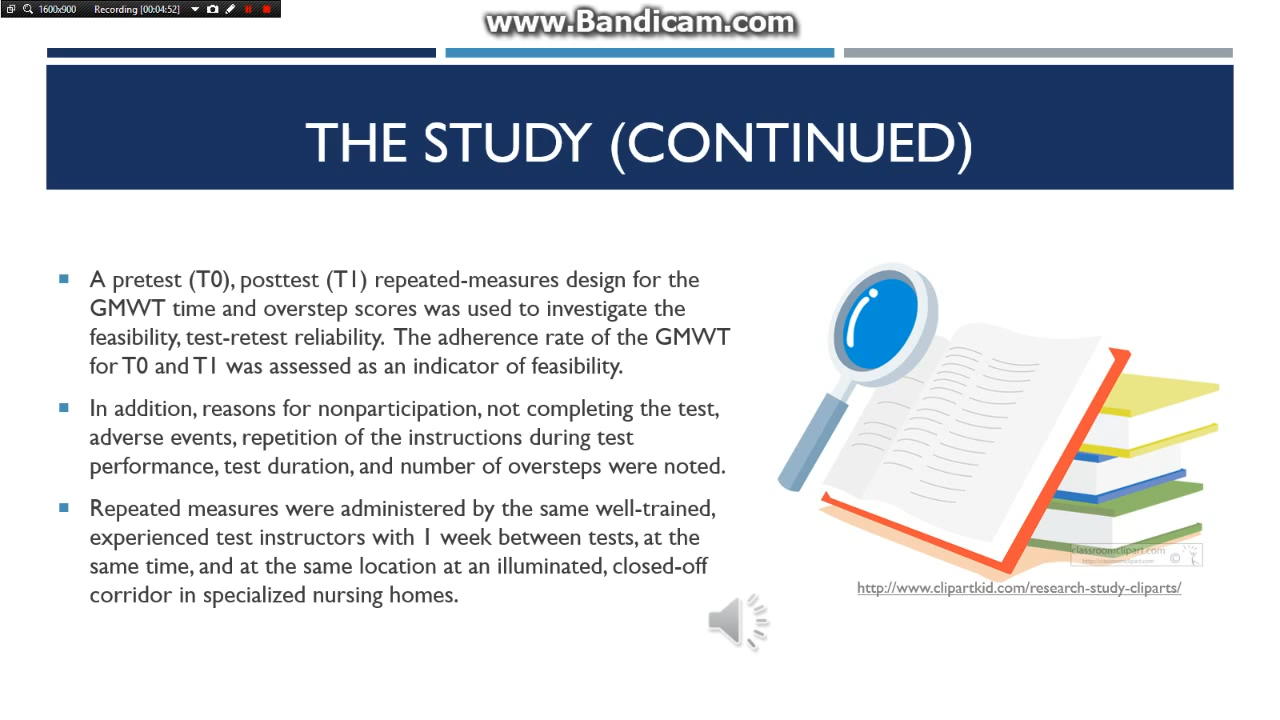 1600x900 Recording [00:04:52]
www.Bandicam.com
THE STUDY (CONTINUED)
A pretest (T0), posttest (T1) repeated-measures design for the
GMWT time and overstep scores was used to investigate the
feasibility, test-retest reliability. The adherence rate of the GMWT
for T0 and T1 was assessed as an indicator of feasibility.
In addition, reasons for nonparticipation, not completing the test,
adverse events, repetition of the instructions during test
performance, test duration, and number of oversteps were noted.
Repeated measures were administered by the same well-trained,
experienced test instructors with 1 week between tests, at the
same time, and at the same location at an illuminated, closed-off
corridor in specialized nursing homes.
classroomclipart.com
©
http://www.clipartkid.com/research-study-cliparts/